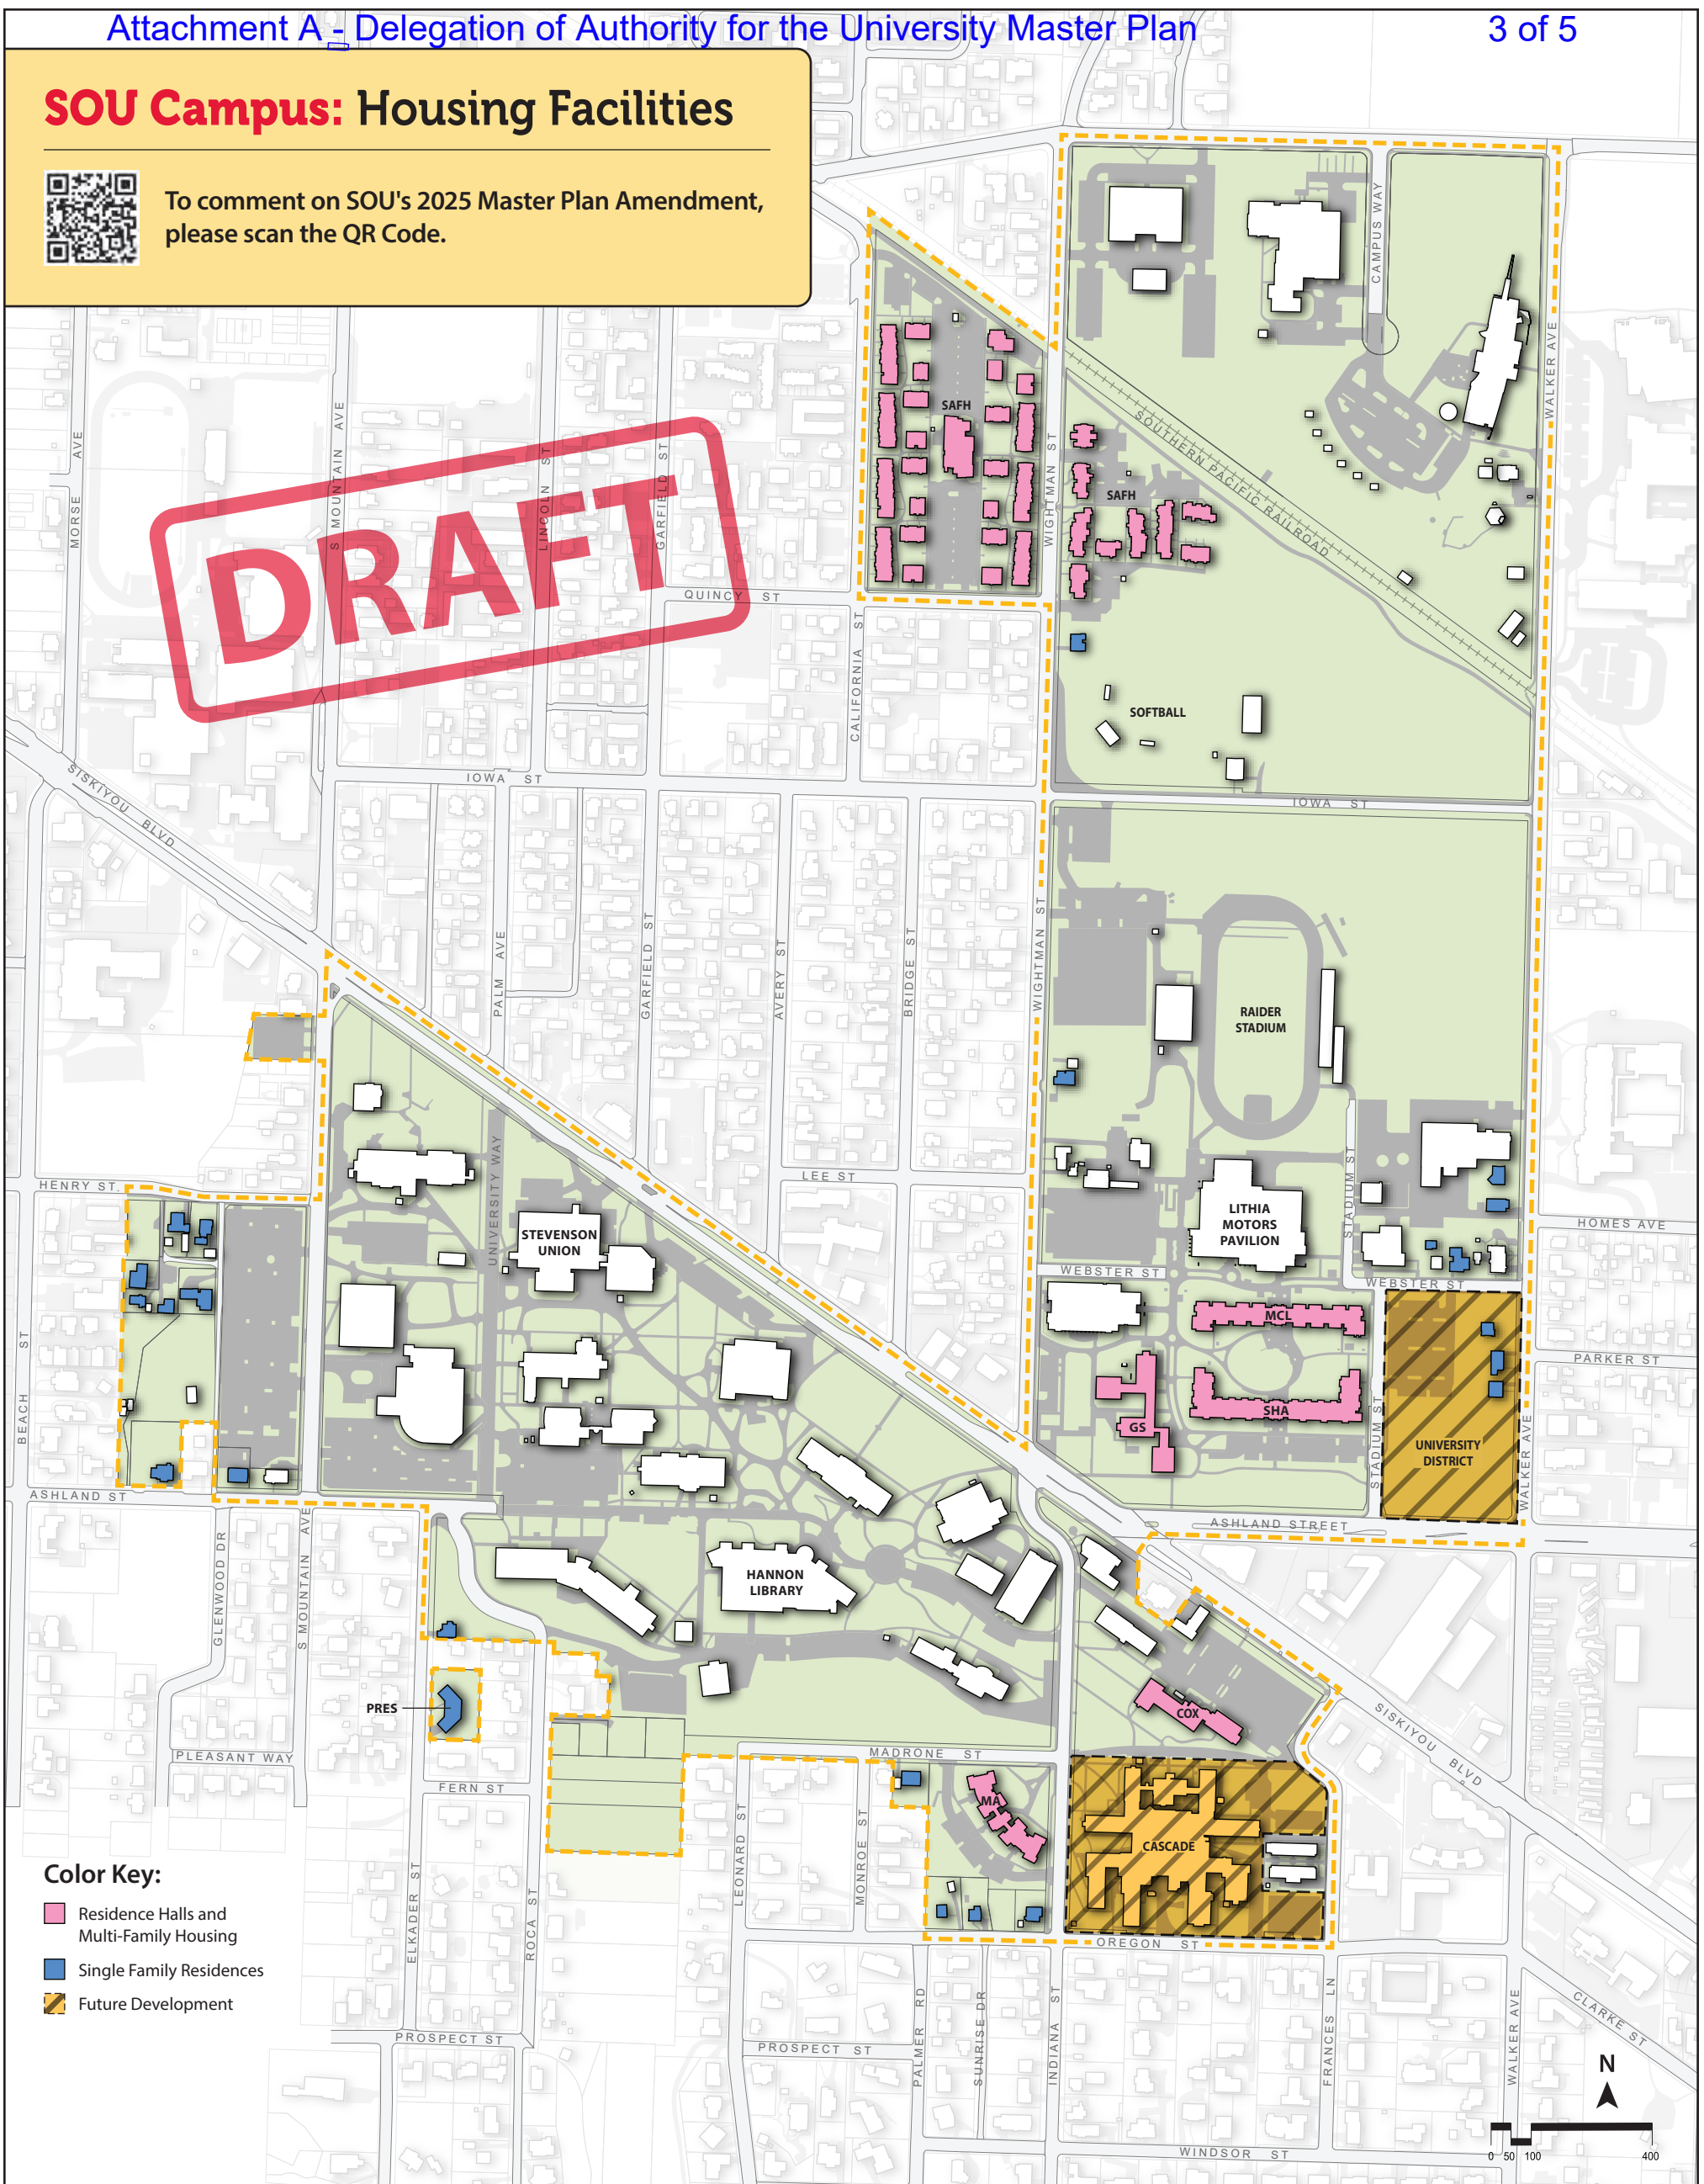 Attachment A - Delegation of Authority for the University Master Plan
3 of 5
SOU Campus: Housing Facilities
To comment on SOU's 2025 Master Plan Amendment,
please scan the QR Code.
DRAFT
MORSE AVE
S MOUNTAIN AVE
LINCOLN ST
GARFIELD ST
QUINCY ST
CALIFORNIA ST
WIGHTMAN ST
CAMPUS WAY
WALKER AVE
SOUTHERN PACIFIC RAILROAD
SAFH
SAFH
SOFTBALL
IOWA ST
IOWA ST
SISKIYOU BLVD
PALM AVE
GARFIELD ST
AVERY ST
BRIDGE ST
WIGHTMAN ST
RAIDER
STADIUM
UNIVERSITY WAY
LEE ST
HENRY ST.
STEVENSON
UNION
LITHIA
MOTORS
PAVILION
STADIUM ST
HOMES AVE
WEBSTER ST
WEBSTER ST
MCL
PARKER ST
BEACH ST
SHA
GS
STADIUM ST
UNIVERSITY
DISTRICT
WALKER AVE
ASHLAND ST
ASHLAND STREET
GLENWOOD DR
S MOUNTAIN AVE
HANNON
LIBRARY
PRES
COX
SISKIYOU BLVD
PLEASANT WAY
MADRONE ST
FERN ST
MA
CASCADE
LEONARD ST
MONROE ST
ELKADER ST
ROCA ST
OREGON ST
Color Key:
Residence Halls and
Multi-Family Housing
Single Family Residences
Future Development
PROSPECT ST
PROSPECT ST
PALMER RD
SUNRISE DR
INDIANA ST
FRANCES LN
WALKER AVE
CLARKE ST
WINDSOR ST
N
0 50 100 400